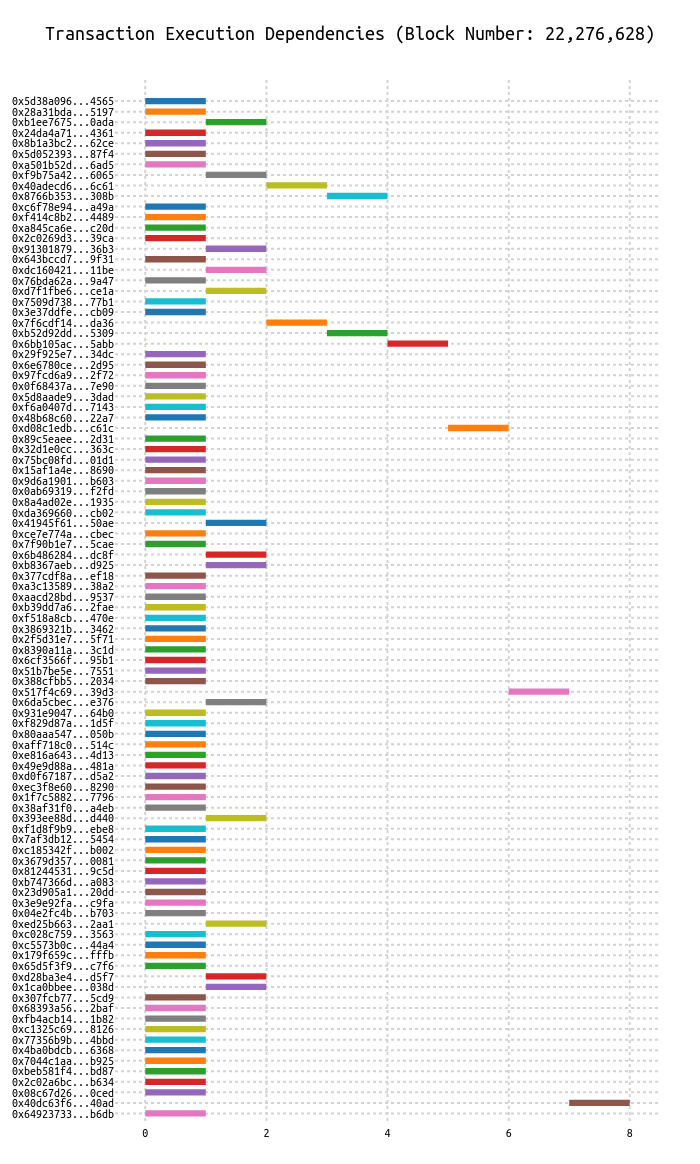 Transaction Execution Dependencies (Block Number: 22,276,628)
0x5d38a096...4565
0x28a31bda...5197
0xb1ee7675...0ada
0x24da4a71...4361
0x8b1a3bc2...62ce
0x5d052393...87f4
0xa501b52d...6ad5
0xf9b75a42...6065
0x40adecd6...6c61
0x8766b353...308b
0xc6f78e94...a49a
0xf414c8b2...4489
0xa845ca6e...c20d
0x2c0269d3...39ca
0x91301879...36b3
0x643bccd7...9f31
0xdc160421...11be
0x76bda62a...9a47
0xd7f1fbe6...ce1a
0x7509d738...77b1
0x3e37ddfe...cb09
0x7f6cdf14...da36
0xb52d92dd...5309
0x6bb105ac...5abb
0x29f925e7...34dc
0x6e6780ce...2d95
0x97fcd6a9...2f72
0x0f68437a...7e90
0x5d8aade9...3dad
0xf6a0407d...7143
0x48b68c60...22a7
0xd08c1edb...c61c
0x89c5eaee...2d31
0x32d1e0cc...363c
0x75bc08fd...01d1
0x15af1a4e...8690
0x9d6a1901...b603
0x0ab69319...f2fd
0x8a4ad02e...1935
0xda369660...cb02
0x41945f61...50ae
0xce7e774a...cbec
0x7f90b1e7...5cae
0x6b486284...dc8f
0xb8367aeb...d925
0x377cdf8a...ef18
0xa3c13589...38a2
0xaacd28bd...9537
0xb39dd7a6...2fae
0xf518a8cb...470e
0x3869321b...3462
0x2f5d31e7...5f71
0x8390a11a...3c1d
0x6cf3566f...95b1
0x51b7be5e...7551
0x388cfbb5...2034
0x517f4c69...39d3
0x6da5cbec...e376
0x931e9047...64b0
0xf829d87a...1d5f
0x80aaa547...050b
0xaff718c0...514c
0xe816a643...4d13
0x49e9d88a...481a
0xd0f67187...d5a2
0xec3f8e60...8290
0x1f7c5882...7796
0x38af31f0...a4eb
0x393ee88d...d440
0xf1d8f9b9...ebe8
0x7af3db12...5454
0xc185342f...b002
0x3679d357...0081
0x81244531...9c5d
0xb747366d...a083
0x23d905a1...20dd
0x3e9e92fa...c9fa
0x04e2fc4b...b703
0xed25b663...2aa1
0xc028c759...3563
0xc5573b0c...44a4
0x179f659c...fffb
0x65d5f3f9...c7f6
0xd28ba3e4...d5f7
0x1ca0bbee...038d
0x307fcb77...5cd9
0x68393a56...2baf
0xfb4acb14...1b82
0xc1325c69...8126
0x77356b9b...4bbd
0x4ba0bdcb...6368
0x7044c1aa...b925
0xbeb581f4...bd87
0x2c02a6bc...b634
0x08c67d26...0ced
0x40dc63f6...40ad
0x64923733...b6db
0 2 4 6 8